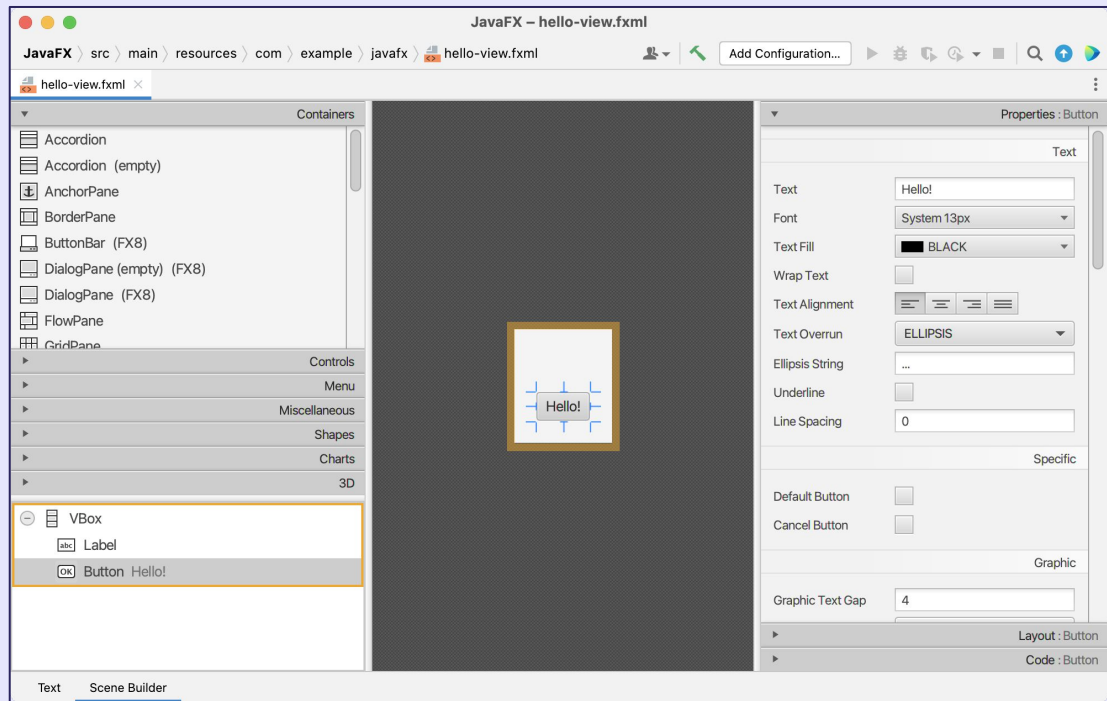 JavaFX – hello-view.fxml
JavaFX src main resources com example javafx hello-view.fxml
Add Configuration...
hello-view.fxml
Containers
Accordion
Accordion (empty)
AnchorPane
BorderPane
ButtonBar (FX8)
DialogPane (empty) (FX8)
DialogPane (FX8)
FlowPane
GridPane
Controls
Menu
Miscellaneous
Shapes
Charts
3D
VBox
abc Label
OK Button Hello!
Hello!
Properties : Button
Text
Text Hello!
Font System 13px
Text Fill BLACK
Wrap Text
Text Alignment
Text Overrun ELLIPSIS
Ellipsis String ...
Underline
Line Spacing 0
Specific
Default Button
Cancel Button
Graphic
Graphic Text Gap 4
Layout : Button
Code : Button
Text Scene Builder